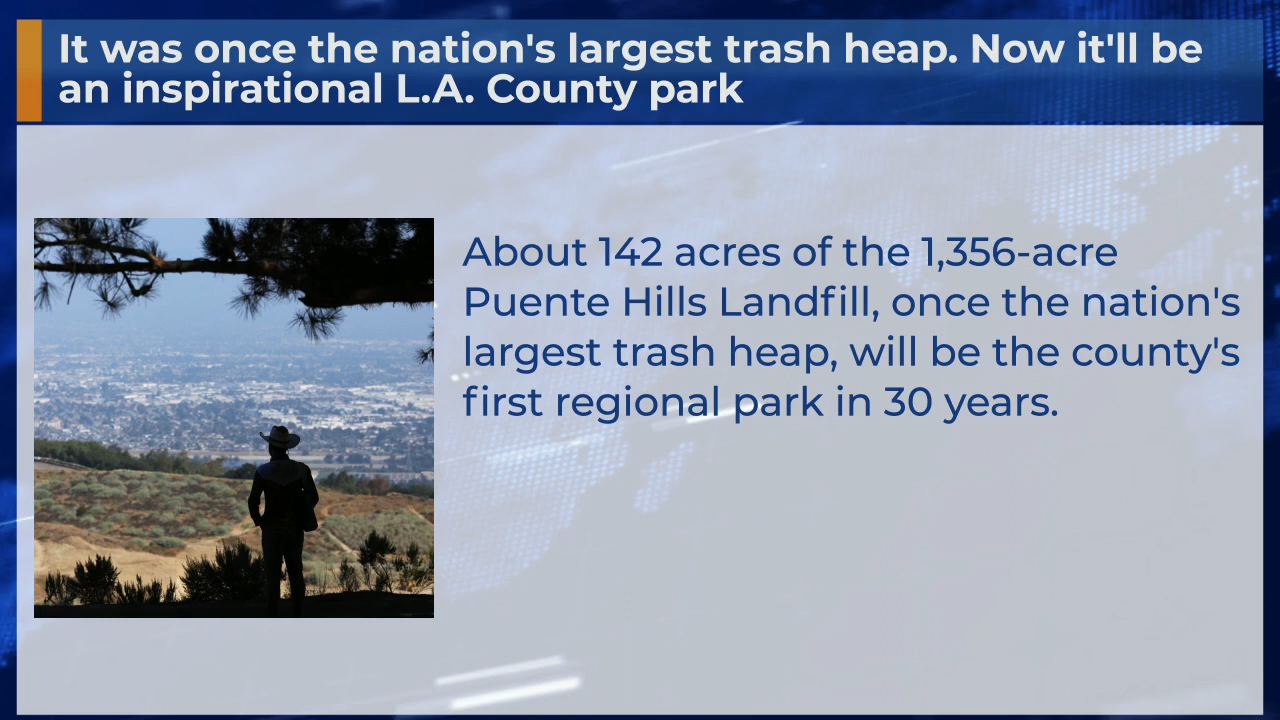 It was once the nation's largest trash heap. Now it'll be
an inspirational L.A. County park
About 142 acres of the 1,356-acre
Puente Hills Landfill, once the nation's
largest trash heap, will be the county's
first regional park in 30 years.